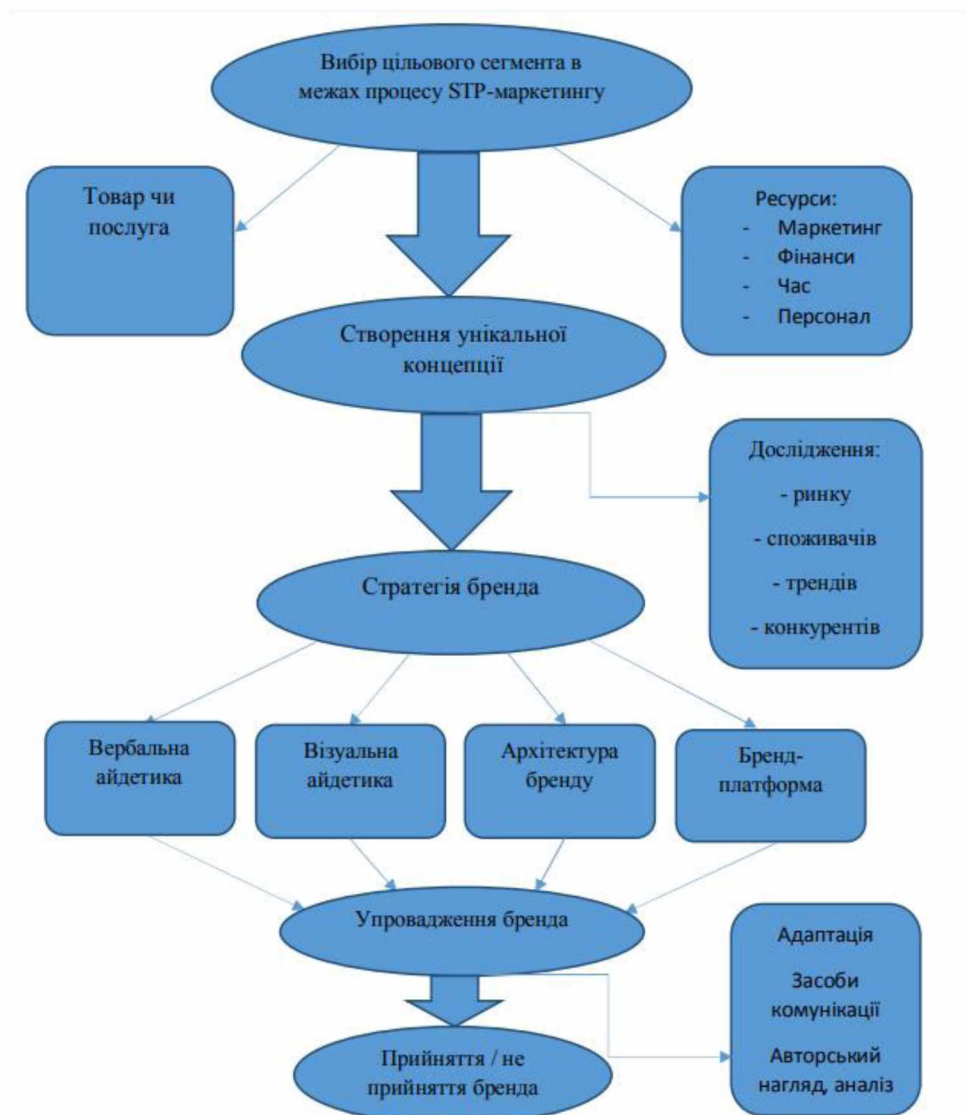 Вибір цільового сегмента в
межах процесу STP-маркетингу
Товар чи
послуга
Ресурси:
- Маркетинг
- Фінанси
- Час
- Персонал
Створення унікальної
концепції
Дослідження:
- ринку
- споживачів
- трендів
- конкурентів
Стратегія бренда
Вербальна
айдетика
Візуальна
айдетика
Архітектура
бренду
Бренд-
платформа
Упровадження бренда
Адаптація
Засоби
комунікації
Авторський
нагляд, аналіз
Прийняття / не
прийняття бренда